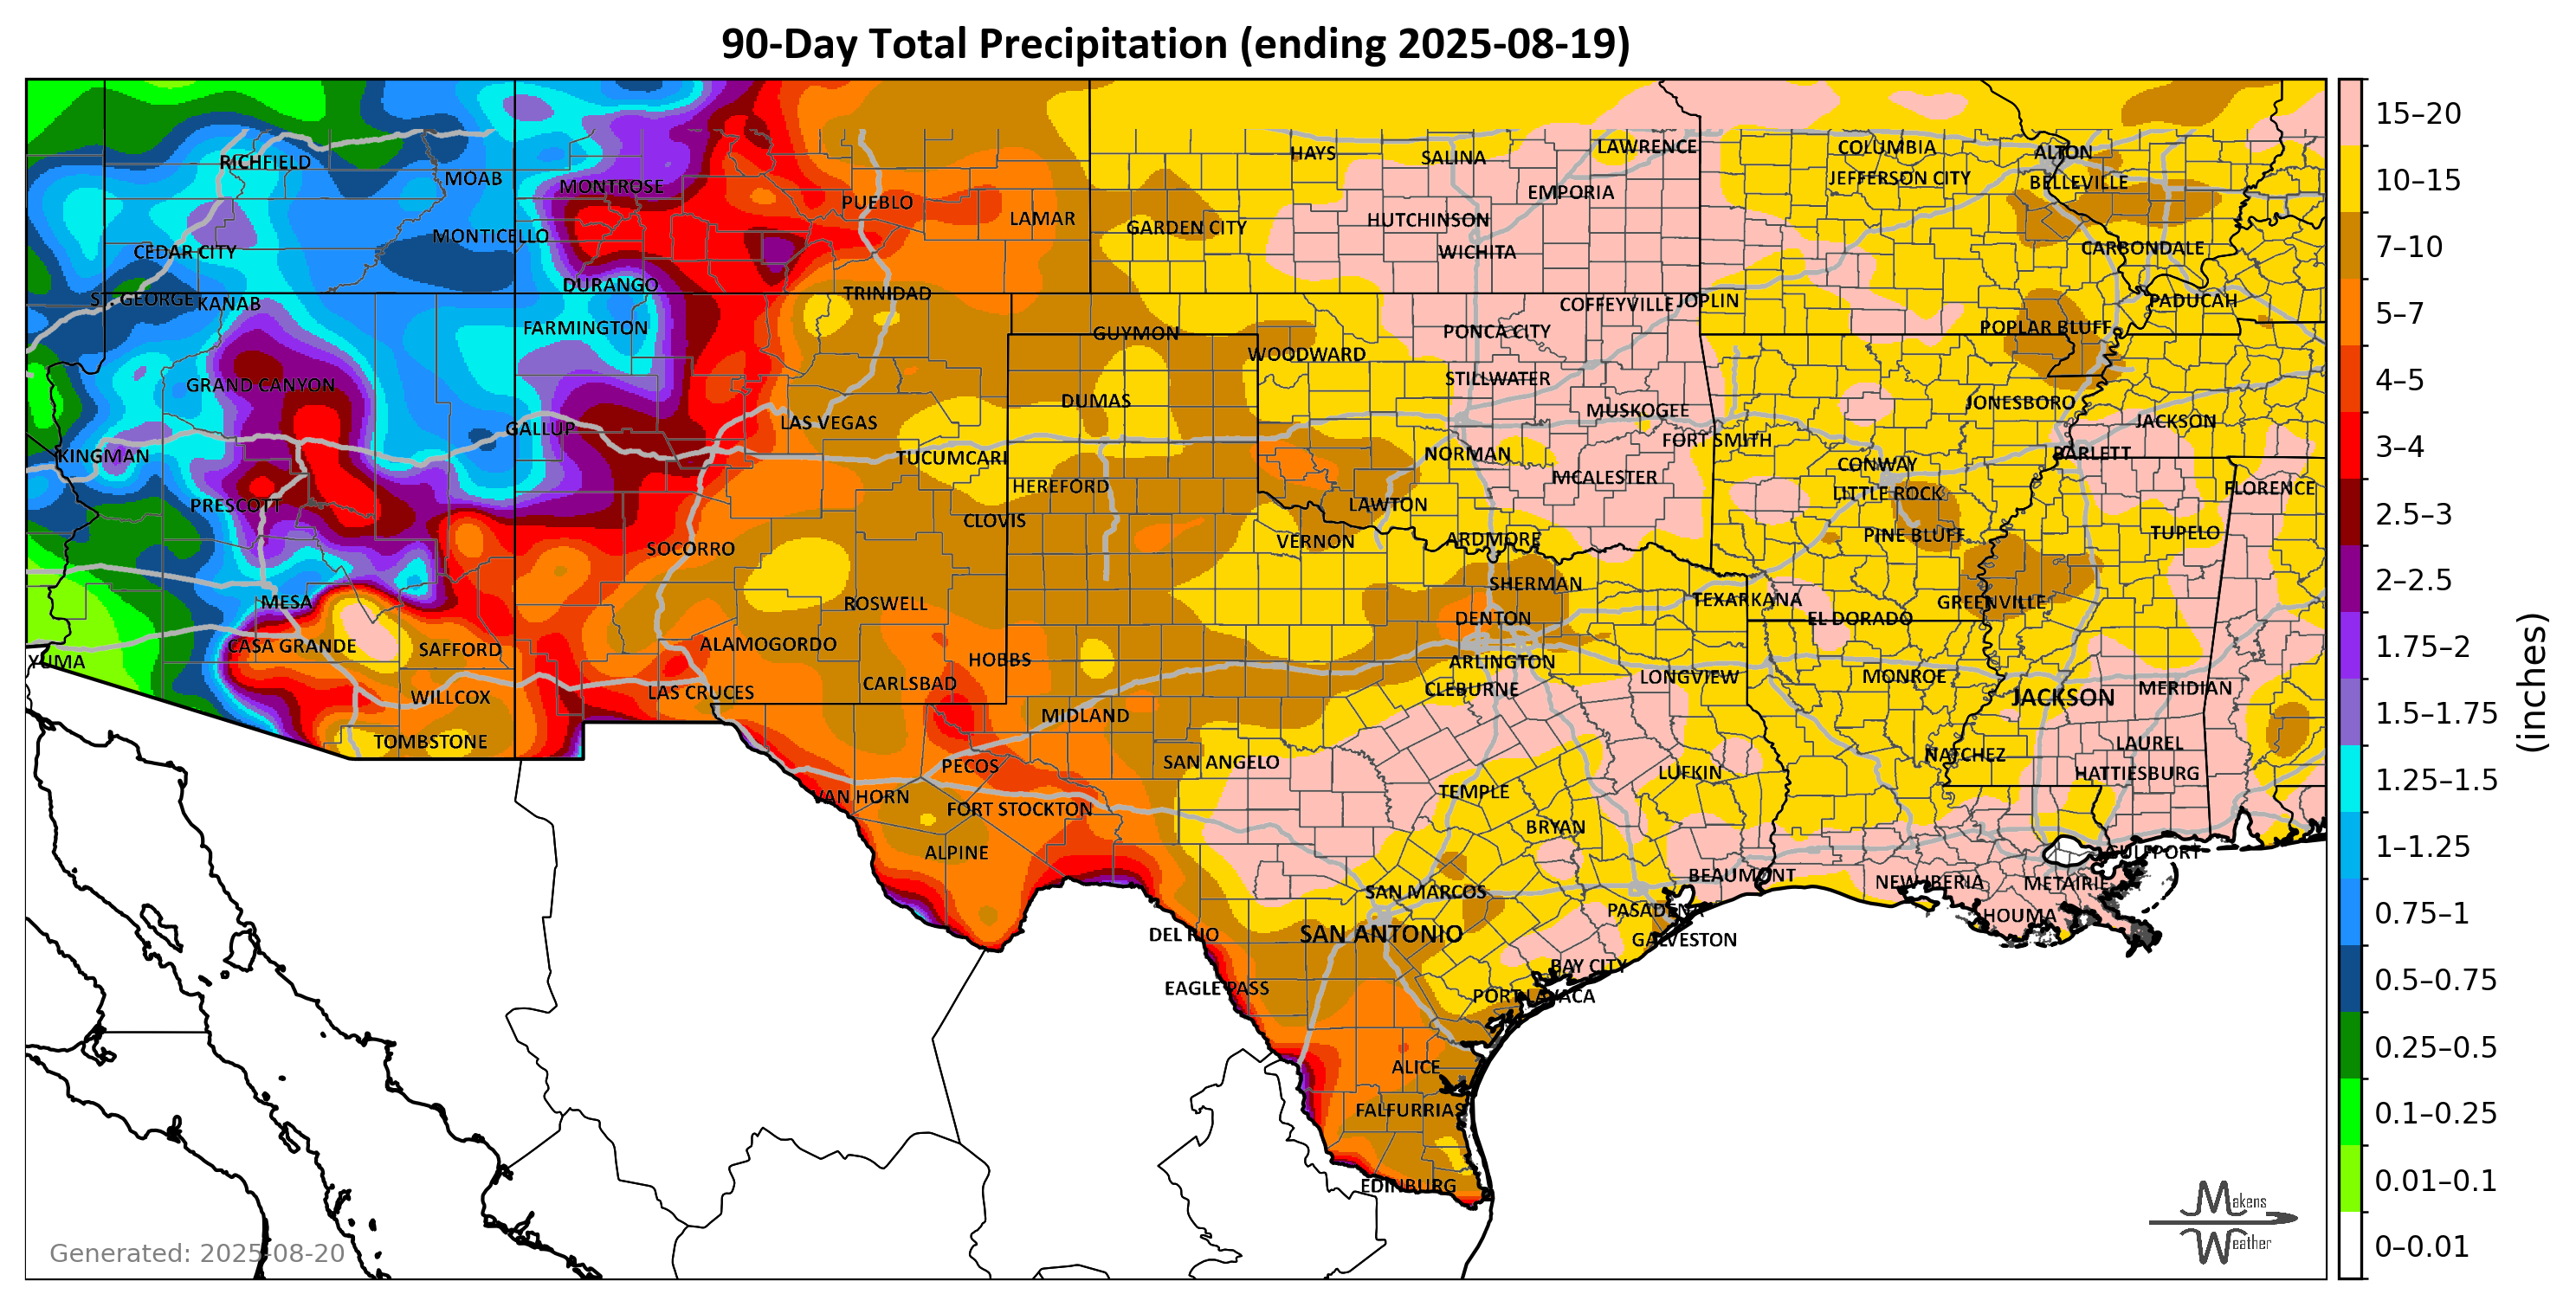 90-Day Total Precipitation (ending 2025-08-19)
HAYS
SALINA
LAWRENCE
COLUMBIA
ALTON
RICHFIELD
MOAB
MONTROSE
EMPORIA
JEFFERSON CITY
BELLEVILLE
PUEBLO
LAMAR
HUTCHINSON
GARDEN CITY
MONTICELLO
CEDAR CITY
WICHITA
CARBONDALE
DURANGO
TRINIDAD
GEORGE
KANAB
COFFEYVILLE
JOPLIN
PADUCAH
FARMINGTON
GUYMON
PONCA CITY
POPLAR BLUFF
WOODWARD
STILLWATER
GRAND CANYON
DUMAS
MUSKOGEE
JONESBORO
LAS VEGAS
JACKSON
GALLUP
FORT SMITH
KINGMAN
TUCUMCARI
NORMAN
BARLETT
CONWAY
MCALESTER
HEREFORD
LITTLE ROCK
FLORENCE
PRESCOTT
LAWTON
CLOVIS
PINE BLUFF
TUPELO
SOCORRO
VERNON
ARDMORE
SHERMAN
MESA
ROSWELL
TEXARKANA
GREENVILLE
DENTON
EL DORADO
CASA GRANDE
SAFFORD
ALAMOGORDO
HOBBS
ARLINGTON
YUMA
LONGVIEW
MONROE
CARLSBAD
CLEBURNE
MERIDIAN
WILLCOX
LAS CRUCES
JACKSON
MIDLAND
TOMBSTONE
LAUREL
NATCHEZ
SAN ANGELO
PECOS
LUFKIN
HATTIESBURG
TEMPLE
VAN HORN
FORT STOCKTON
BRYAN
ALPINE
GULFPORT
BEAUMONT
NEW IBERIA
METAIRIE
SAN MARCOS
PASADENA
HOUMA
DEL RIO
SAN ANTONIO
GALVESTON
BAY CITY
EAGLE PASS
PORT LAVACA
ALICE
FALFURRIAS
EDINBURG
15–20
10–15
7–10
5–7
4–5
3–4
2.5–3
2–2.5
1.75–2
1.5–1.75
1.25–1.5
1–1.25
0.75–1
0.5–0.75
0.25–0.5
0.1–0.25
0.01–0.1
0–0.01
(inches)
Generated: 2025-08-20
Makens
Weather